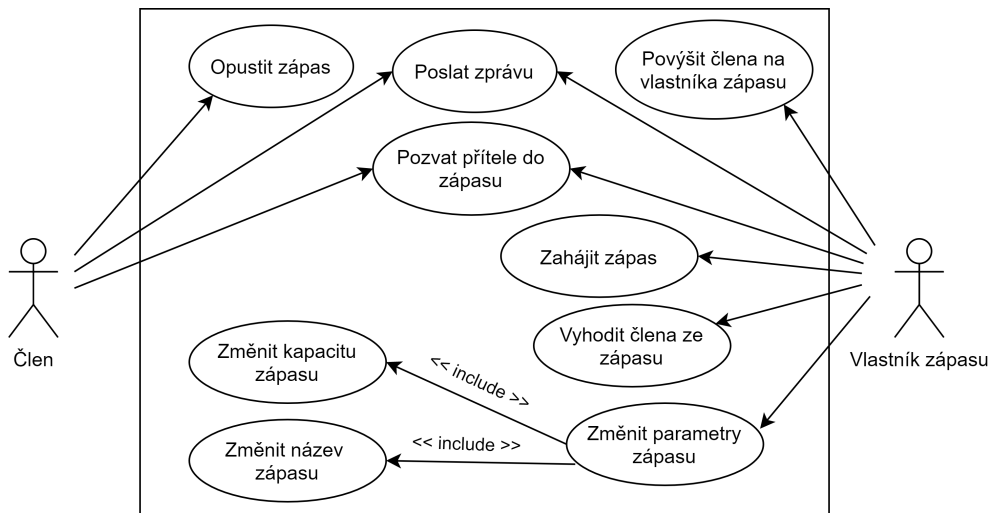 Opustit zápas
Poslat zprávu
Povýšit člena na
vlastníka zápasu
Pozvat přítele do
zápasu
Zahájit zápas
Vyhodit člena ze
zápasu
Člen
Vlastník zápasu
Změnit kapacitu
zápasu
<< include >>
Změnit parametry
zápasu
Změnit název
zápasu
<< include >>